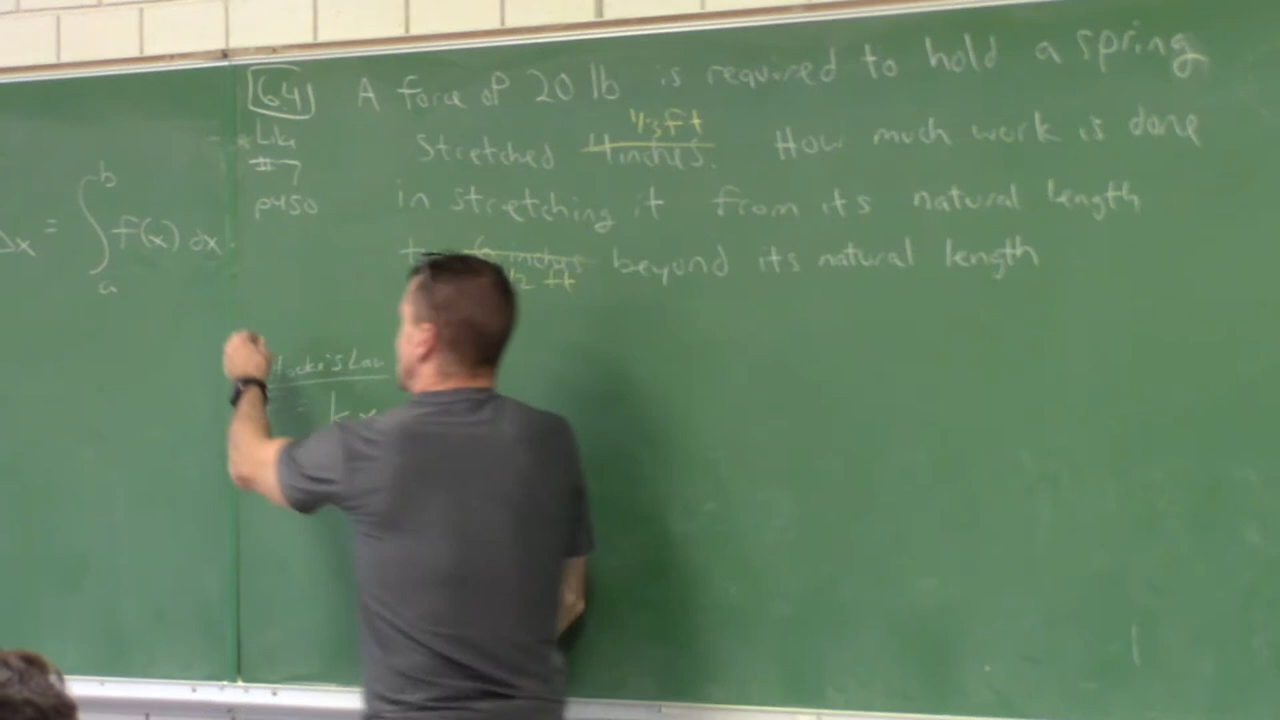 6.4 A force of 20 lb is required to hold a spring
Like
#7
p450
1/3 ft
stretched 4 inches. How much work is done
in stretching it from its natural length
6 inches beyond its natural length
1/2 ft
Δx = ∫ₐᵇ f(x) dx.
Hooke's Law
= kx